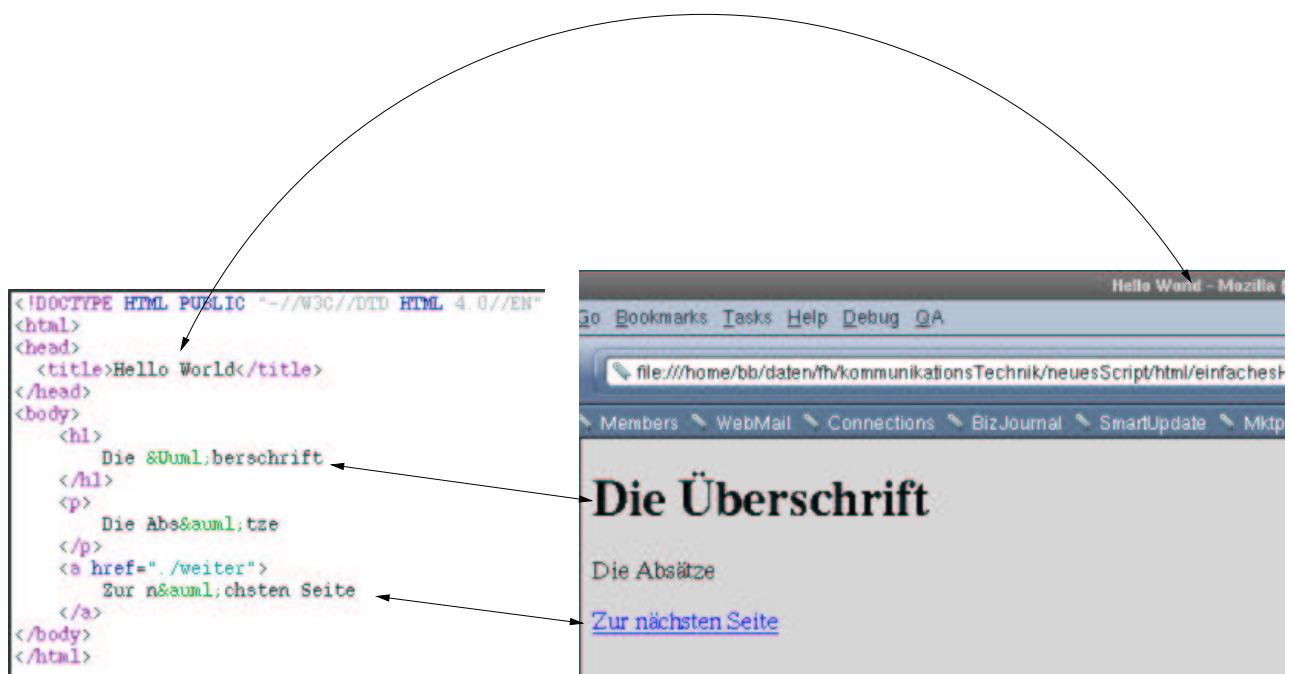 <!DOCTYPE HTML PUBLIC "-//W3C//DTD HTML 4.0//EN"
<html>
<head>
<title>Hello World</title>
</head>
<body>
<h1>
Die &Uuml;berschrift
</h1>
<p>
Die Abs&auml;tze
</p>
<a href="./weiter">
Zur n&auml;chsten Seite
</a>
</body>
</html>
Hello World - Mozilla
Go Bookmarks Tasks Help Debug QA
file:///home/bb/daten/fh/kommunikationsTechnik/neuesScript/html/einfachesH
Members WebMail Connections BizJournal SmartUpdate Mktp
Die Überschrift
Die Absätze
Zur nächsten Seite